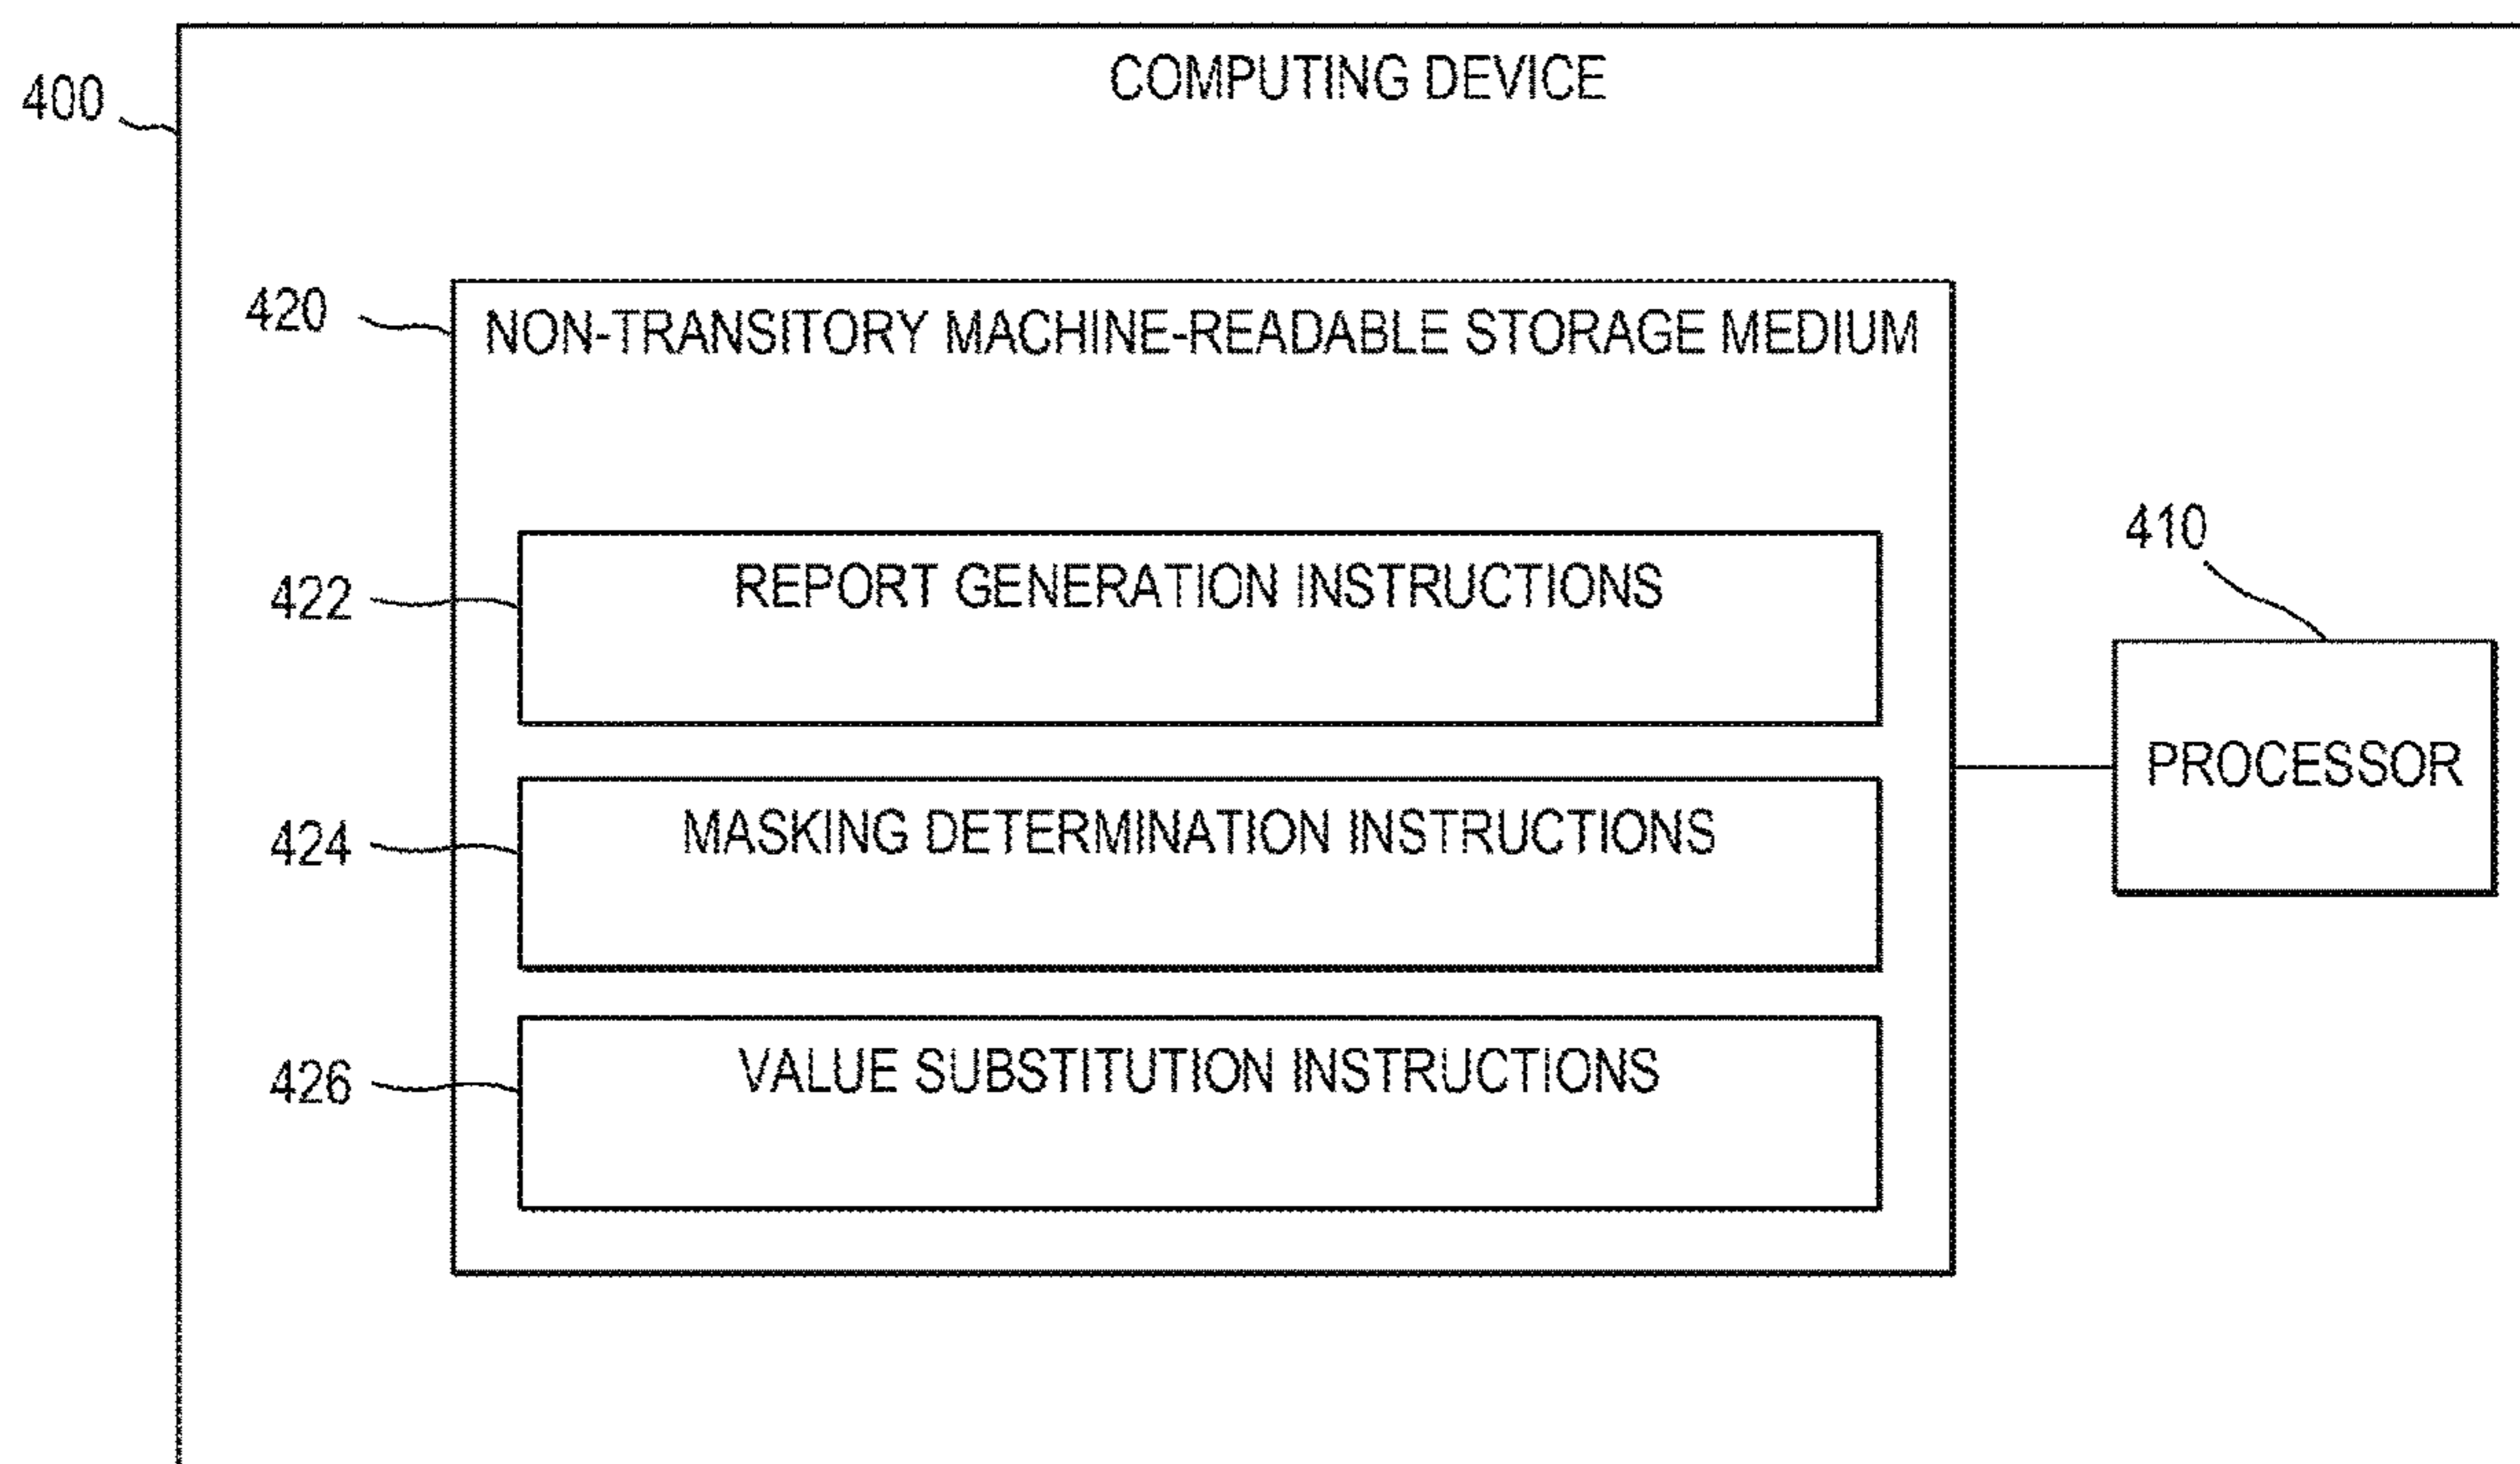 COMPUTING DEVICE
400
420
NON-TRANSITORY MACHINE-READABLE STORAGE MEDIUM
422
REPORT GENERATION INSTRUCTIONS
410
PROCESSOR
424
MASKING DETERMINATION INSTRUCTIONS
426
VALUE SUBSTITUTION INSTRUCTIONS